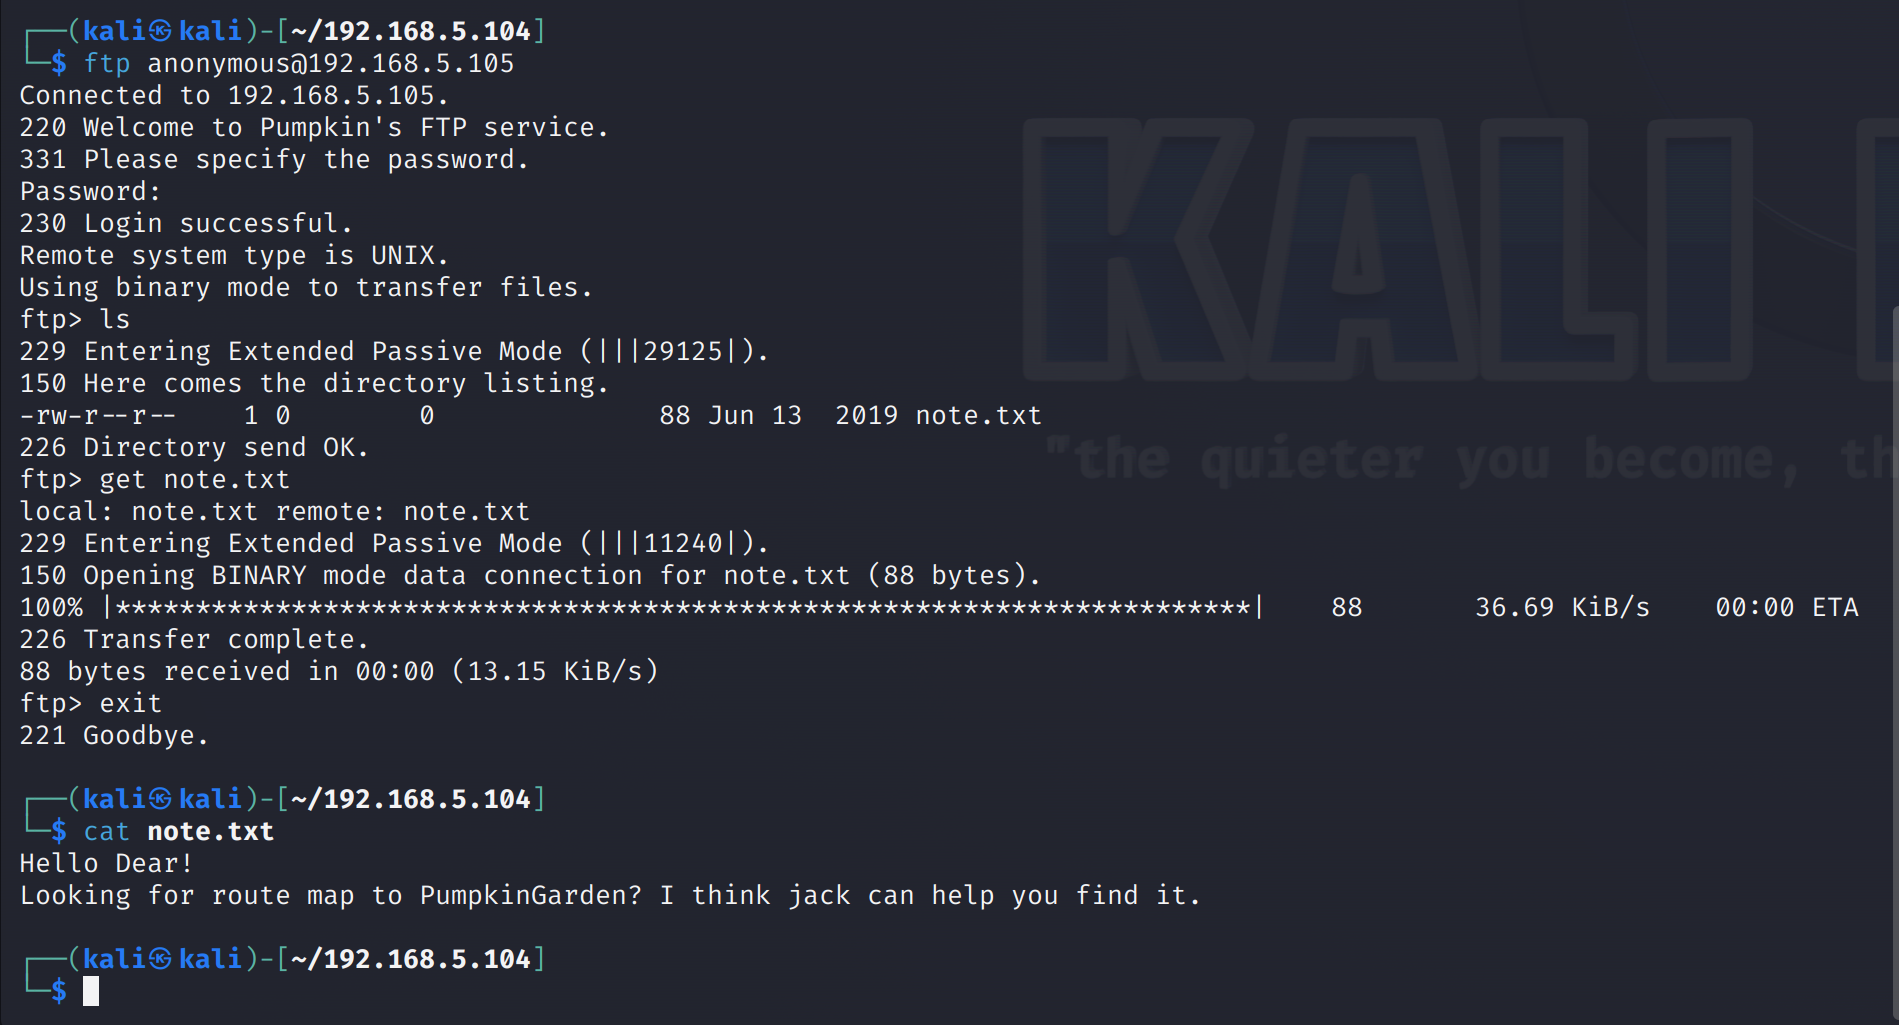 ┌──(kali㉿kali)-[~/192.168.5.104]
└─$ ftp anonymous@192.168.5.105
Connected to 192.168.5.105.
220 Welcome to Pumpkin's FTP service.
331 Please specify the password.
Password:
230 Login successful.
Remote system type is UNIX.
Using binary mode to transfer files.
ftp> ls
229 Entering Extended Passive Mode (|||29125|).
150 Here comes the directory listing.
-rw-r--r--    1 0        0              88 Jun 13  2019 note.txt
226 Directory send OK.
ftp> get note.txt
local: note.txt remote: note.txt
229 Entering Extended Passive Mode (|||11240|).
150 Opening BINARY mode data connection for note.txt (88 bytes).
100% |***********************************************************************|    88       36.69 KiB/s    00:00 ETA
226 Transfer complete.
88 bytes received in 00:00 (13.15 KiB/s)
ftp> exit
221 Goodbye.
┌──(kali㉿kali)-[~/192.168.5.104]
└─$ cat note.txt
Hello Dear!
Looking for route map to PumpkinGarden? I think jack can help you find it.
┌──(kali㉿kali)-[~/192.168.5.104]
└─$
KALI
"the quieter you become,